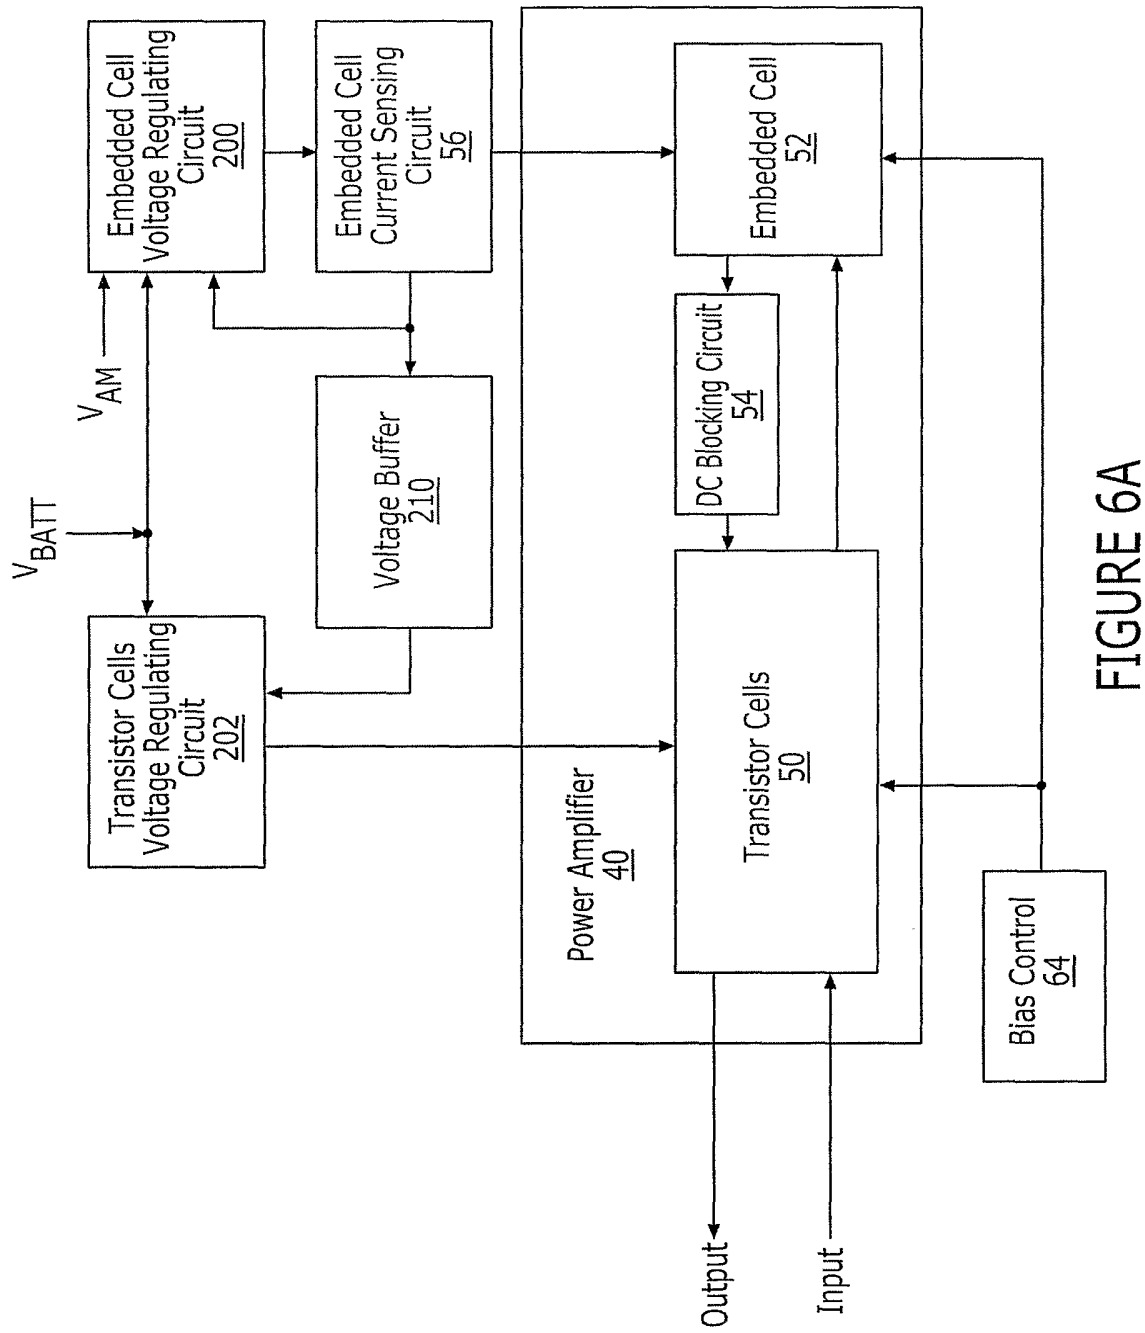 V_BATT
V_AM
Transistor Cells
Voltage Regulating
Circuit
202
Embedded Cell
Voltage Regulating
Circuit
200
Voltage Buffer
210
Embedded Cell
Current Sensing
Circuit
56
Power Amplifier
40
Output
Input
Transistor Cells
50
DC Blocking Circuit
54
Embedded Cell
52
Bias Control
64
FIGURE 6A